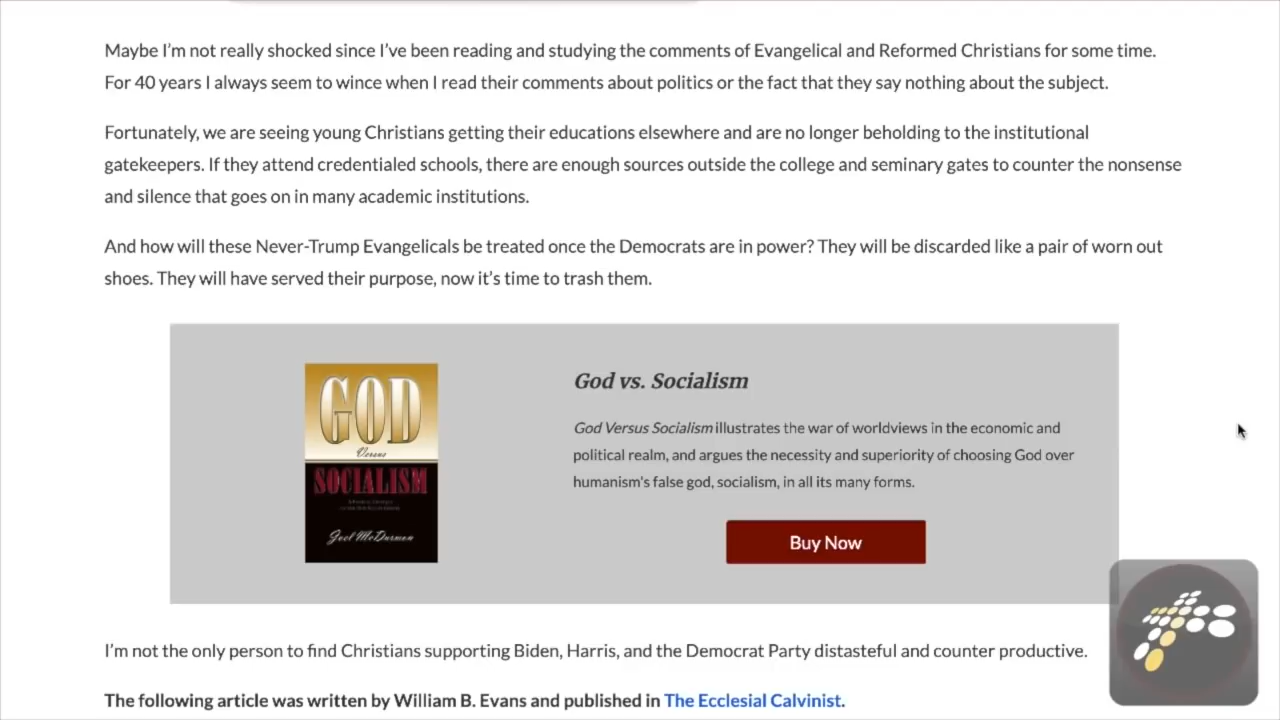 Maybe I’m not really shocked since I’ve been reading and studying the comments of Evangelical and Reformed Christians for some time.
For 40 years I always seem to wince when I read their comments about politics or the fact that they say nothing about the subject.
Fortunately, we are seeing young Christians getting their educations elsewhere and are no longer beholding to the institutional
gatekeepers. If they attend credentialed schools, there are enough sources outside the college and seminary gates to counter the nonsense
and silence that goes on in many academic institutions.
And how will these Never-Trump Evangelicals be treated once the Democrats are in power? They will be discarded like a pair of worn out
shoes. They will have served their purpose, now it’s time to trash them.
GOD
Versus
SOCIALISM
Joel McDurmon
God vs. Socialism
God Versus Socialism illustrates the war of worldviews in the economic and
political realm, and argues the necessity and superiority of choosing God over
humanism's false god, socialism, in all its many forms.
Buy Now
I’m not the only person to find Christians supporting Biden, Harris, and the Democrat Party distasteful and counter productive.
The following article was written by William B. Evans and published in The Ecclesial Calvinist.